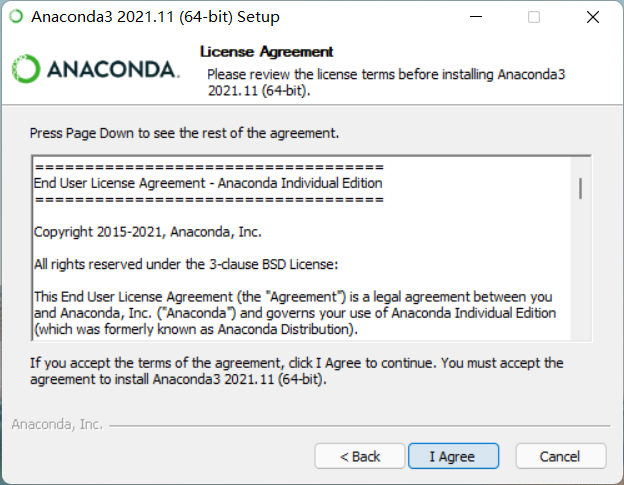 Anaconda3 2021.11 (64-bit) Setup
License Agreement
ANACONDA.
Please review the license terms before installing Anaconda3
2021.11 (64-bit).
Press Page Down to see the rest of the agreement.
===================================
End User License Agreement - Anaconda Individual Edition
===================================
Copyright 2015-2021, Anaconda, Inc.
All rights reserved under the 3-clause BSD License:
This End User License Agreement (the "Agreement") is a legal agreement between you
and Anaconda, Inc. ("Anaconda") and governs your use of Anaconda Individual Edition
(which was formerly known as Anaconda Distribution).
If you accept the terms of the agreement, click I Agree to continue. You must accept the
agreement to install Anaconda3 2021.11 (64-bit).
Anaconda, Inc.
< Back
I Agree
Cancel